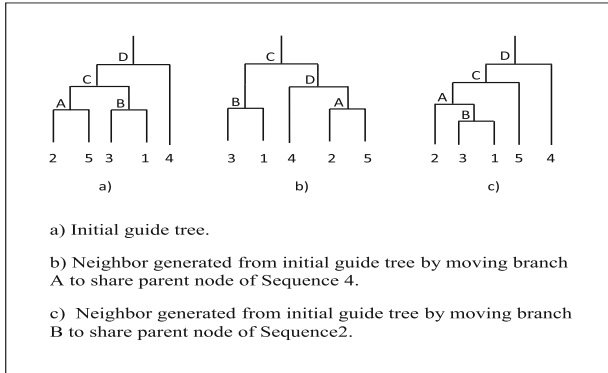 D
C
A
B
2 5 3 1 4
a)
C
D
B
A
3 1 4 2 5
b)
D
C
A
B
2 3 1 5 4
c)
a) Initial guide tree.
b) Neighbor generated from initial guide tree by moving branch
A to share parent node of Sequence 4.
c) Neighbor generated from initial guide tree by moving branch
B to share parent node of Sequence2.